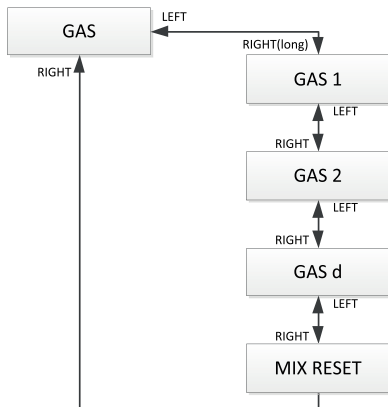 LEFT
GAS
RIGHT(long)
RIGHT
GAS 1
LEFT
RIGHT
GAS 2
LEFT
RIGHT
GAS d
LEFT
RIGHT
MIX RESET